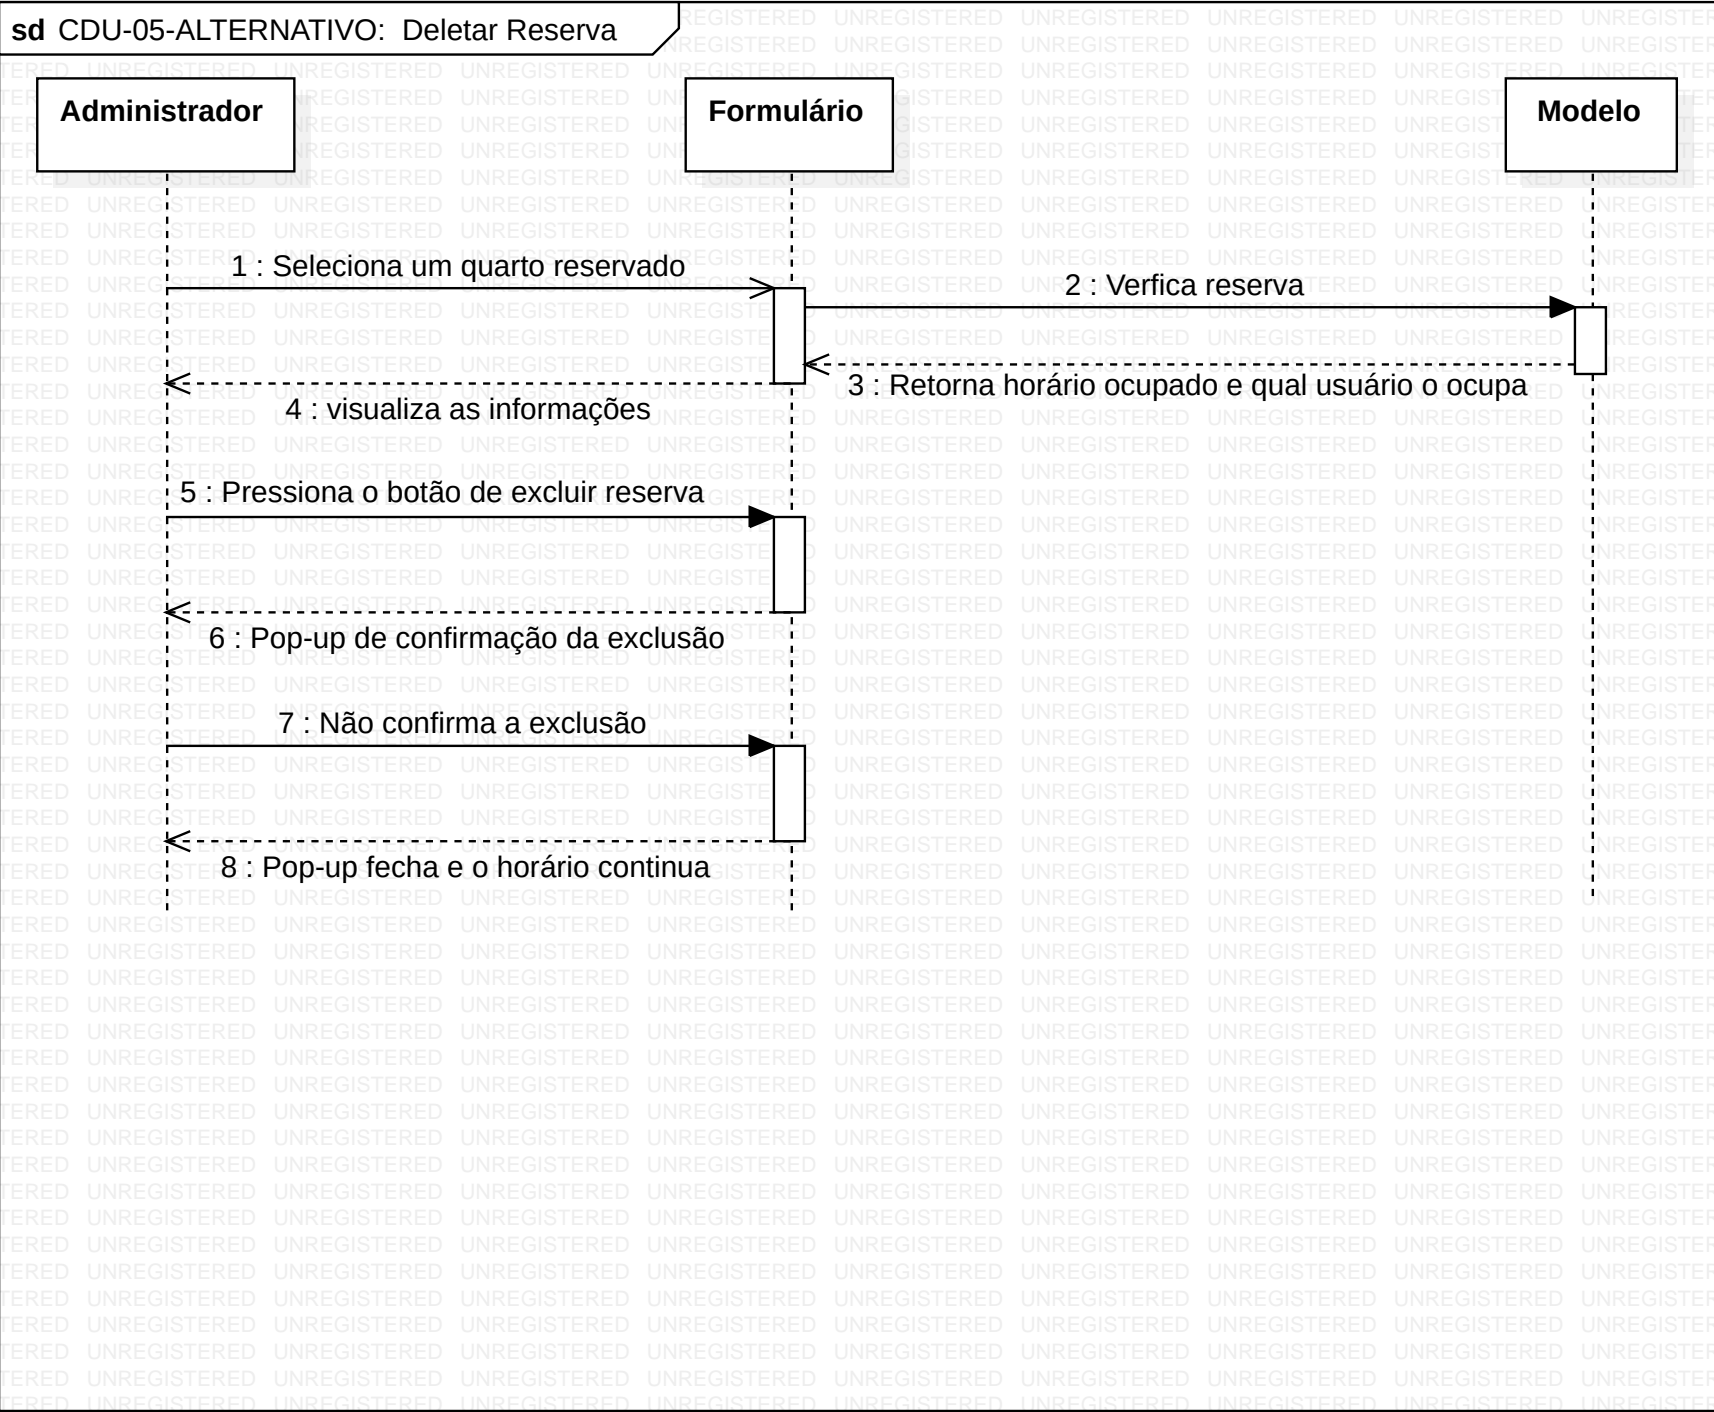 sd CDU-05-ALTERNATIVO: Deletar Reserva
Administrador
Formulário
Modelo
1 : Seleciona um quarto reservado
2 : Verfica reserva
3 : Retorna horário ocupado e qual usuário o ocupa
4 : visualiza as informações
5 : Pressiona o botão de excluir reserva
6 : Pop-up de confirmação da exclusão
7 : Não confirma a exclusão
8 : Pop-up fecha e o horário continua
UNREGISTERED